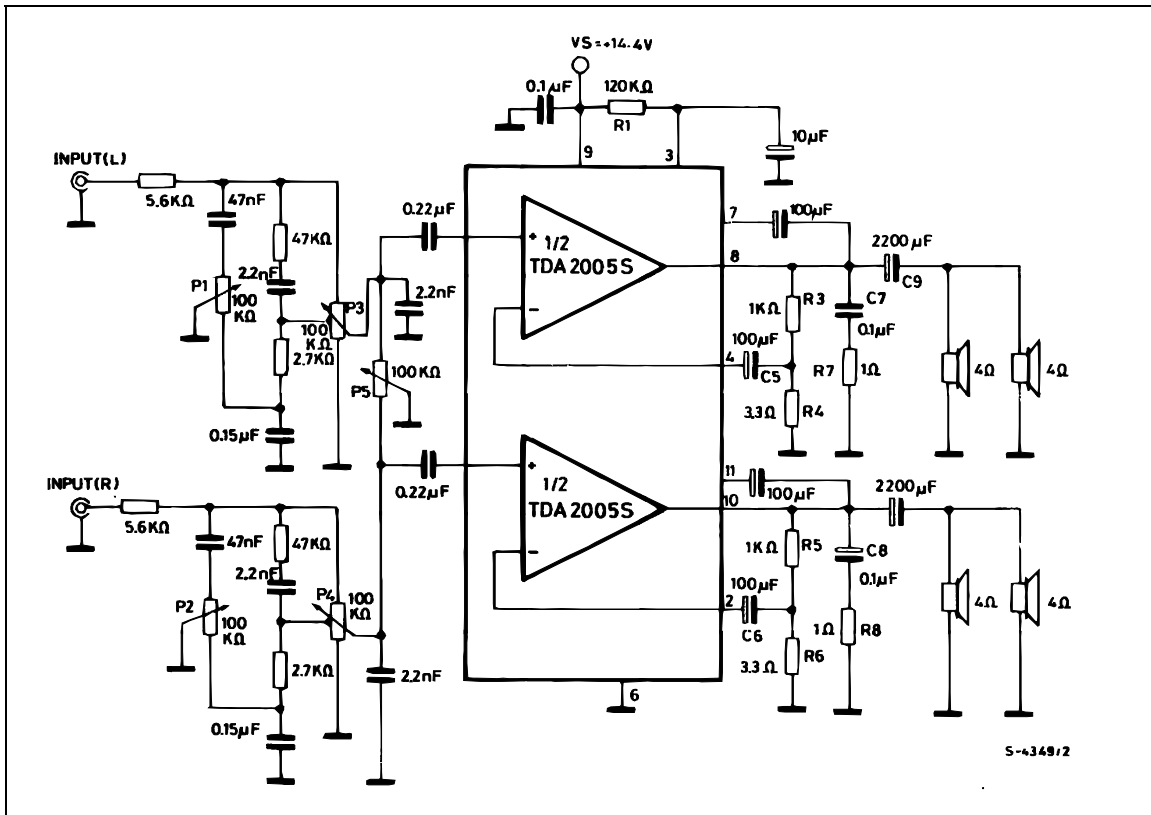 VS=+14.4V
0.1µF
120KΩ
R1
10µF
9
3
INPUT(L)
5.6KΩ
47nF
47KΩ
2.2nF
P1
100
KΩ
P3
100
KΩ
2.7KΩ
0.15µF
0.22µF
2.2nF
100KΩ
P5
0.22µF
+
1/2
TDA2005S
−
7
100µF
8
2200µF
C9
R3
1KΩ
C7
0.1µF
100µF
4
C5
R7
1Ω
3.3Ω
R4
4Ω
4Ω
INPUT(R)
5.6KΩ
47nF
47KΩ
2.2nF
P2
100
KΩ
P4
100
KΩ
2.7KΩ
0.15µF
2.2nF
+
1/2
TDA2005S
−
11
100µF
10
2200µF
1KΩ
R5
C8
0.1µF
100µF
2
C6
1Ω
R8
3.3Ω
R6
4Ω
4Ω
6
S-4349/2